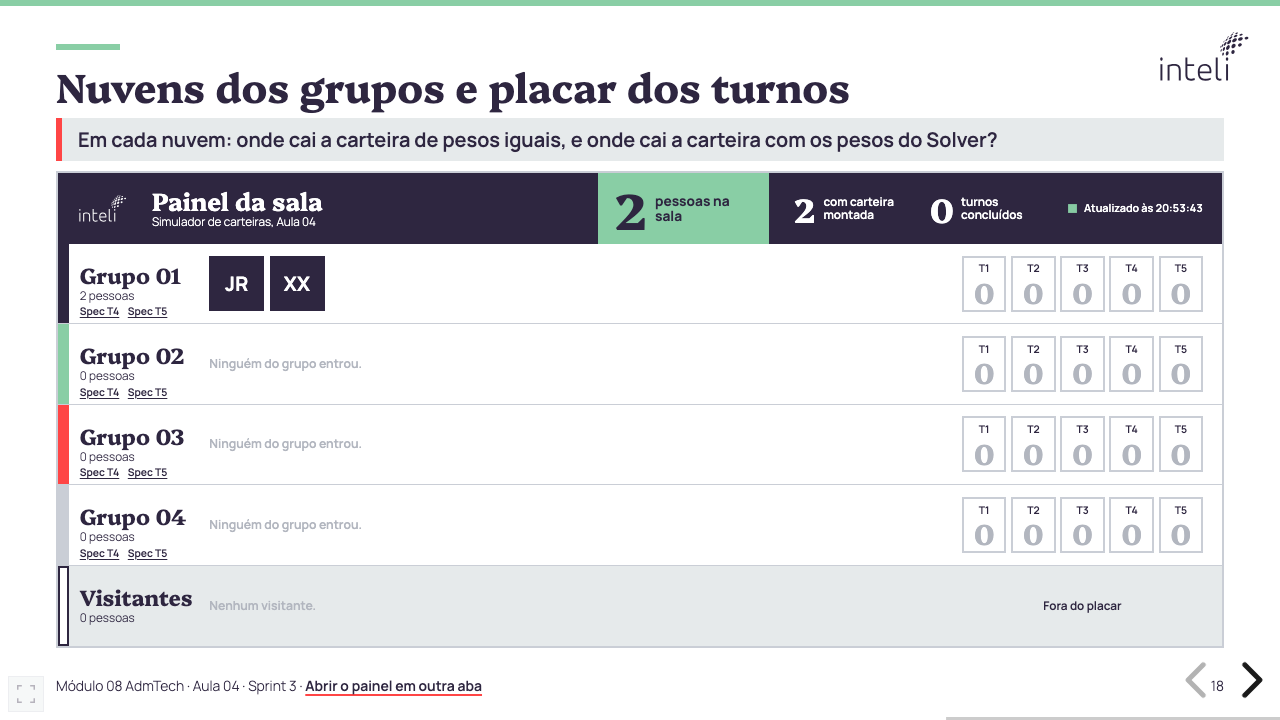 inteli
Nuvens dos grupos e placar dos turnos
Em cada nuvem: onde cai a carteira de pesos iguais, e onde cai a carteira com os pesos do Solver?
inteli
Painel da sala
Simulador de carteiras, Aula 04
2 pessoas na sala
2 com carteira montada
0 turnos concluídos
Atualizado às 20:53:43
Grupo 01
2 pessoas
Spec T4 Spec T5
JR XX
T1 T2 T3 T4 T5
0 0 0 0 0
Grupo 02
0 pessoas
Spec T4 Spec T5
Ninguém do grupo entrou.
T1 T2 T3 T4 T5
0 0 0 0 0
Grupo 03
0 pessoas
Spec T4 Spec T5
Ninguém do grupo entrou.
T1 T2 T3 T4 T5
0 0 0 0 0
Grupo 04
0 pessoas
Spec T4 Spec T5
Ninguém do grupo entrou.
T1 T2 T3 T4 T5
0 0 0 0 0
Visitantes
0 pessoas
Nenhum visitante.
Fora do placar
Módulo 08 AdmTech · Aula 04 · Sprint 3 · Abrir o painel em outra aba
18